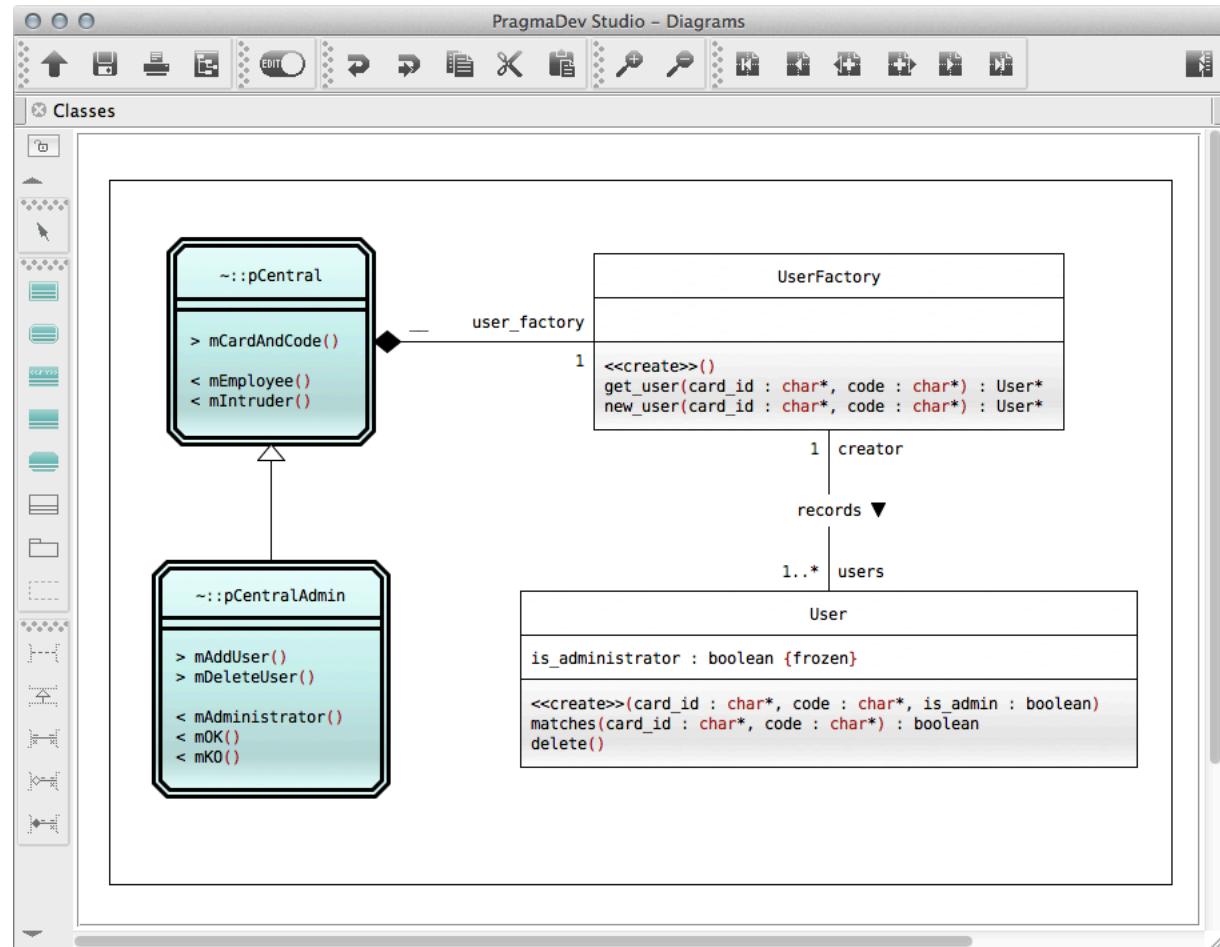 PragmaDev Studio – Diagrams
EDIT
Classes
~::pCentral
> mCardAndCode()
< mEmployee()
< mIntruder()
__ user_factory
1
UserFactory
<<create>>()
get_user(card_id : char*, code : char*) : User*
new_user(card_id : char*, code : char*) : User*
1 creator
records ▼
1..* users
~::pCentralAdmin
> mAddUser()
> mDeleteUser()
< mAdministrator()
< mOK()
< mKO()
User
is_administrator : boolean {frozen}
<<create>>(card_id : char*, code : char*, is_admin : boolean)
matches(card_id : char*, code : char*) : boolean
delete()